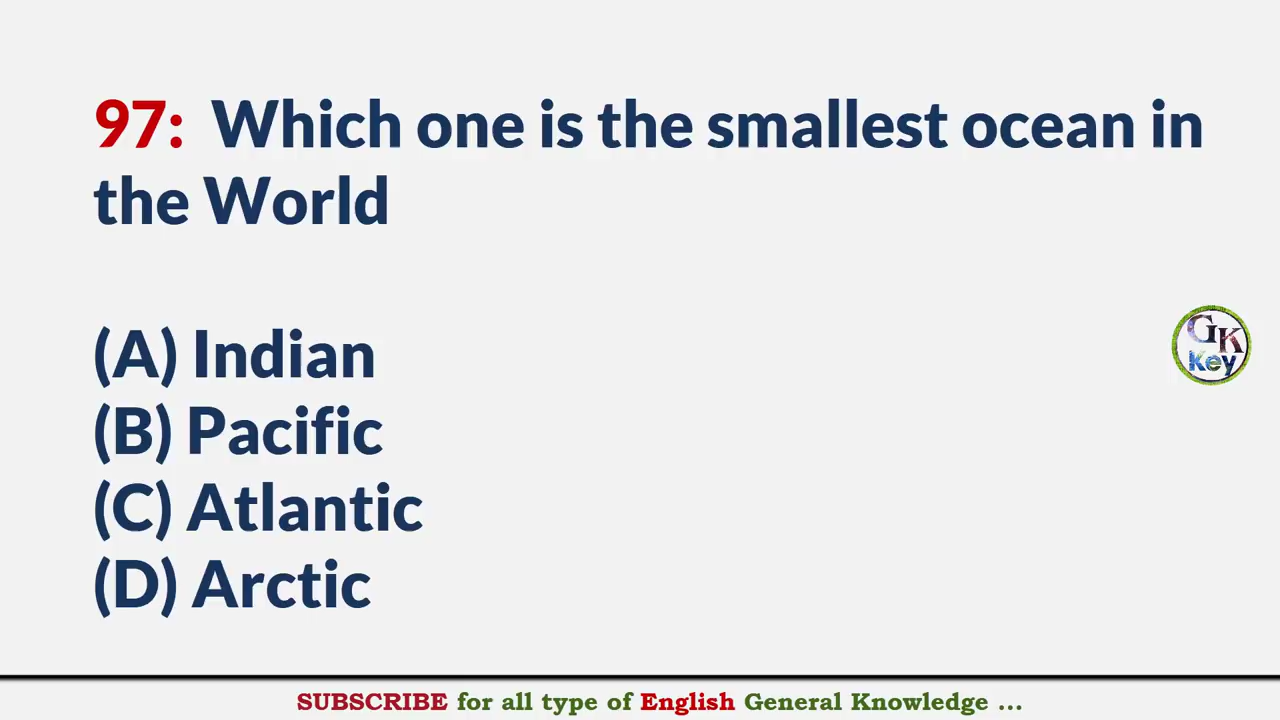 97: Which one is the smallest ocean in
the World
(A) Indian
(B) Pacific
(C) Atlantic
(D) Arctic
GK
Key
SUBSCRIBE for all type of English General Knowledge ...